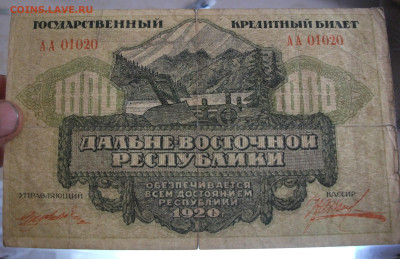 COINS.LAVE.RU
ГОСУДАРСТВЕННЫЙ КРЕДИТНЫЙ БИЛЕТ
АА 01020 АА 01020
1000 1000
ДАЛЬНЕ-ВОСТОЧНОЙ
РЕСПУБЛИКИ
ОБЕСПЕЧИВАЕТСЯ
ВСЕМ ДОСТОЯНИЕМ
РЕСПУБЛИКИ
УПРАВЛЯЮЩИЙ КАССИР
1920